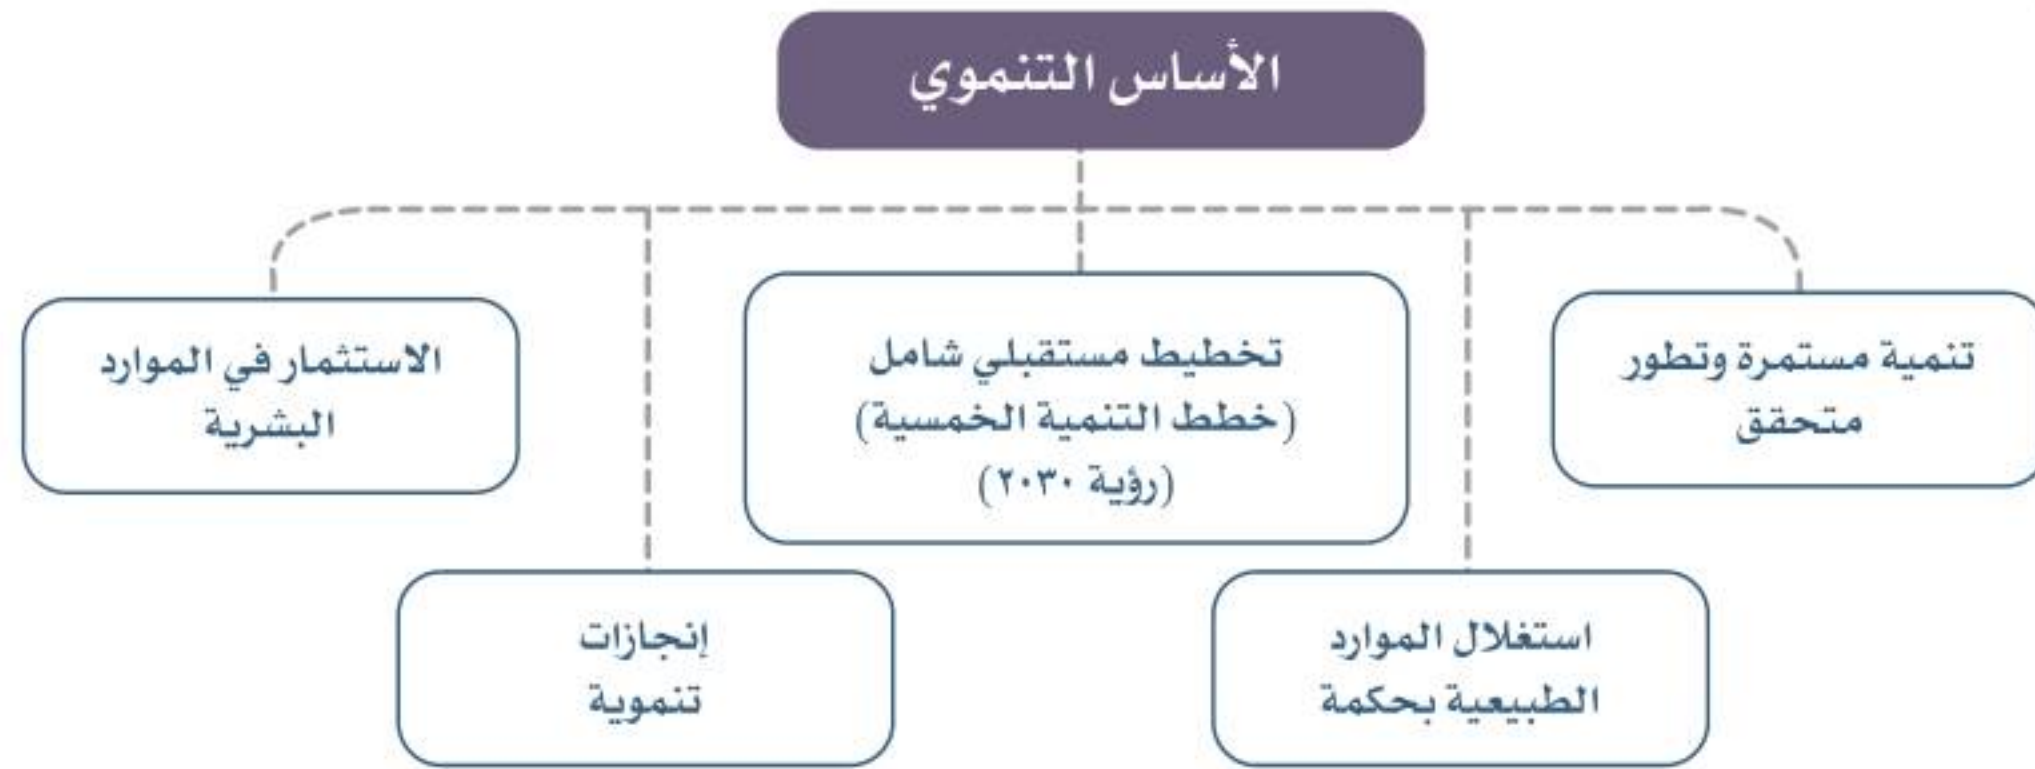 الأساس التنموي
تنمية مستمرة وتطور
متحقق
استغلال الموارد
الطبيعية بحكمة
تخطيط مستقبلي شامل
(خطط التنمية الخمسية)
(رؤية ٢٠٣٠)
إنجازات
تنموية
الاستثمار في الموارد
البشرية